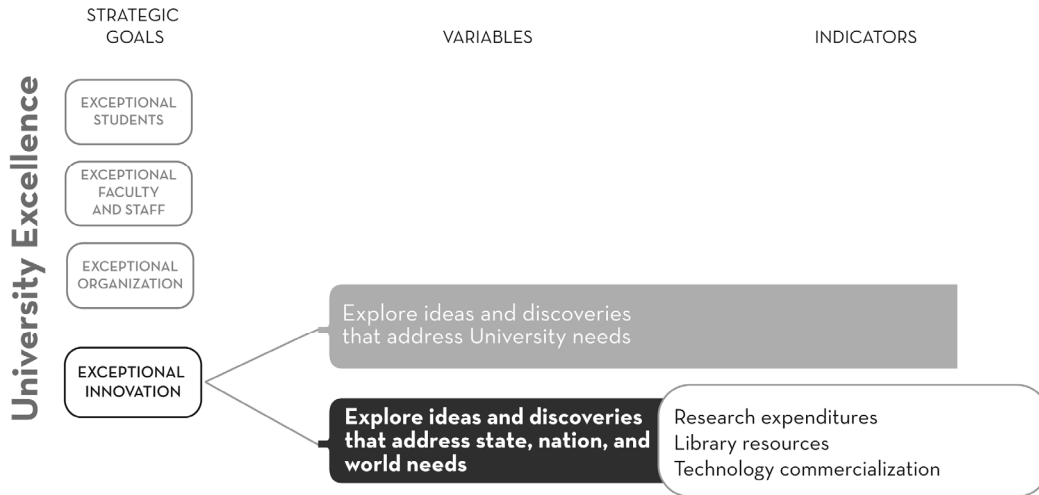 STRATEGIC
GOALS
VARIABLES
INDICATORS
University Excellence
EXCEPTIONAL
STUDENTS
EXCEPTIONAL
FACULTY
AND STAFF
EXCEPTIONAL
ORGANIZATION
EXCEPTIONAL
INNOVATION
Explore ideas and discoveries
that address University needs
Explore ideas and discoveries
that address state, nation, and
world needs
Research expenditures
Library resources
Technology commercialization